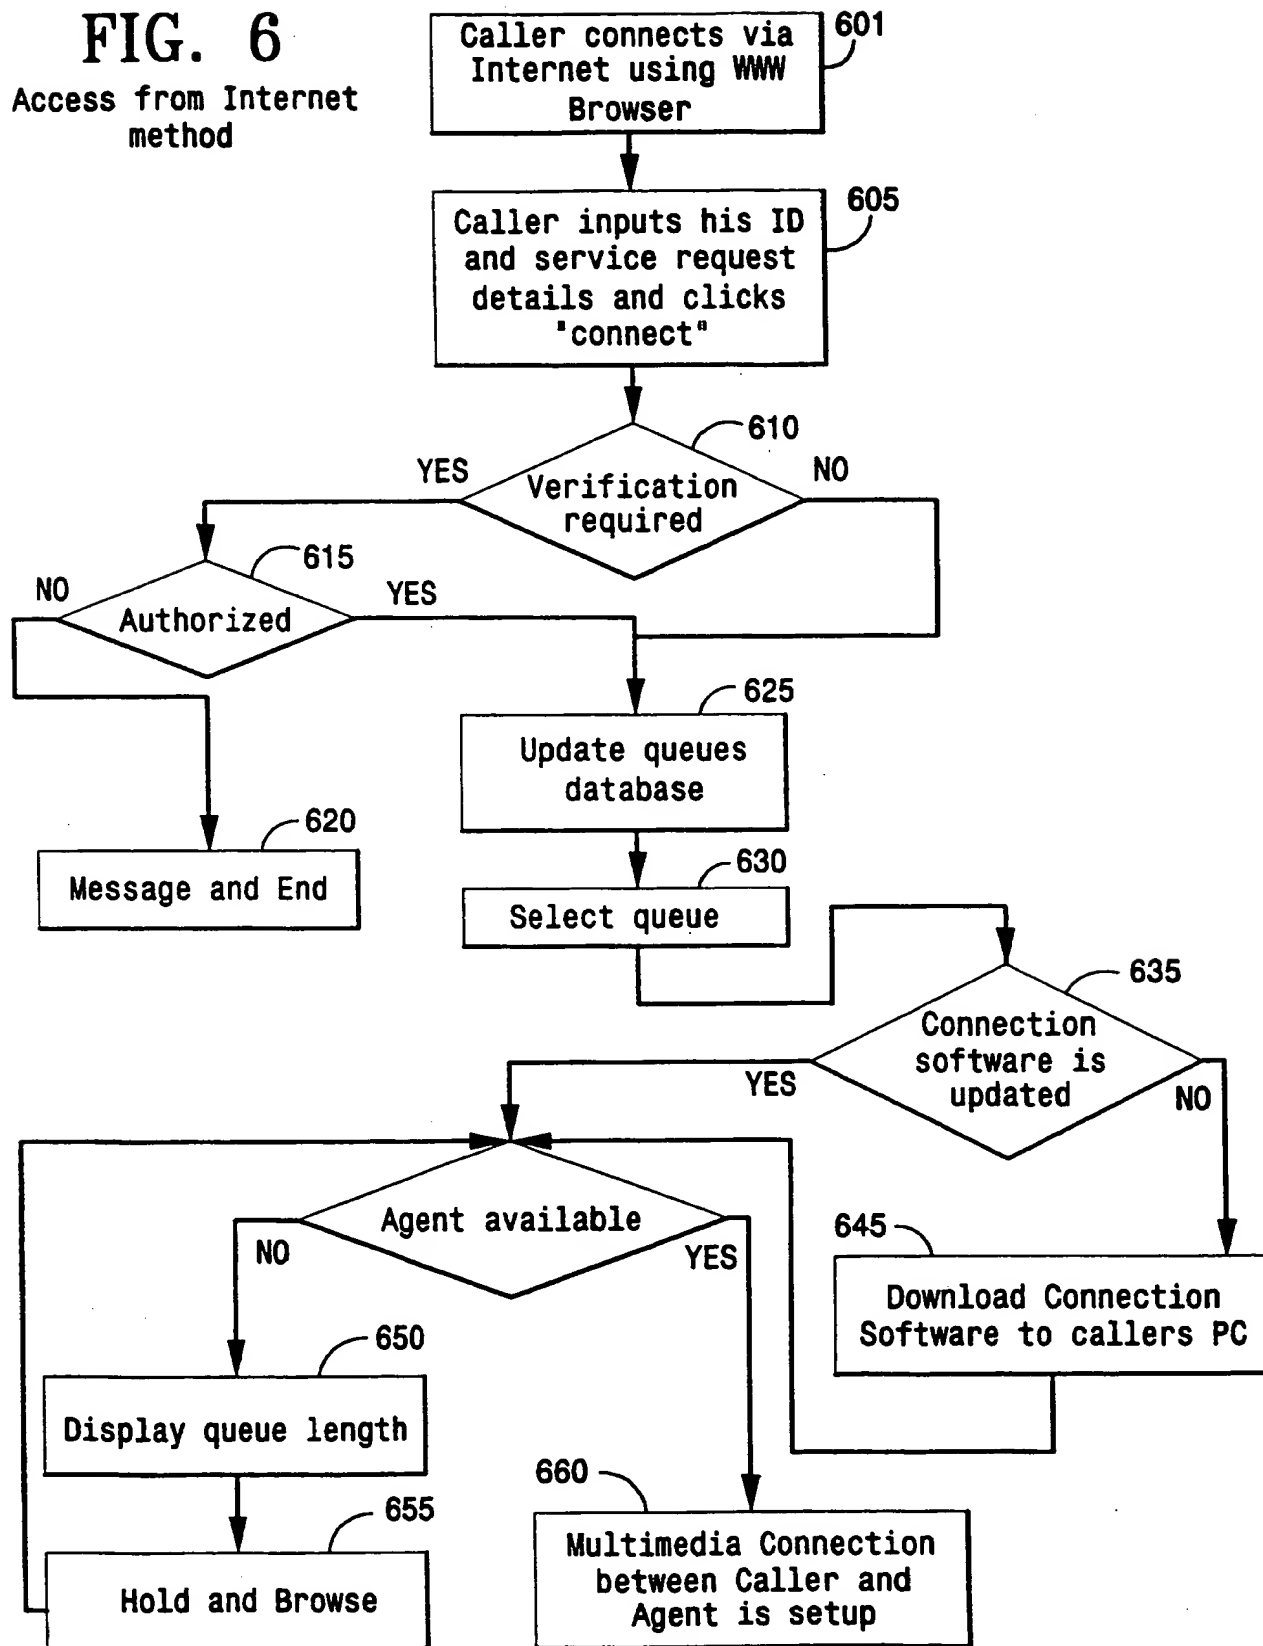 FIG. 6
Access from Internet
method
Caller connects via
Internet using WWW
Browser
601
Caller inputs his ID
and service request
details and clicks
"connect"
605
610
YES
Verification
required
NO
615
NO
Authorized
YES
625
Update queues
database
620
Message and End
630
Select queue
635
Connection
software is
updated
YES
NO
Agent available
NO
YES
645
Download Connection
Software to callers PC
650
Display queue length
660
Multimedia Connection
between Caller and
Agent is setup
655
Hold and Browse